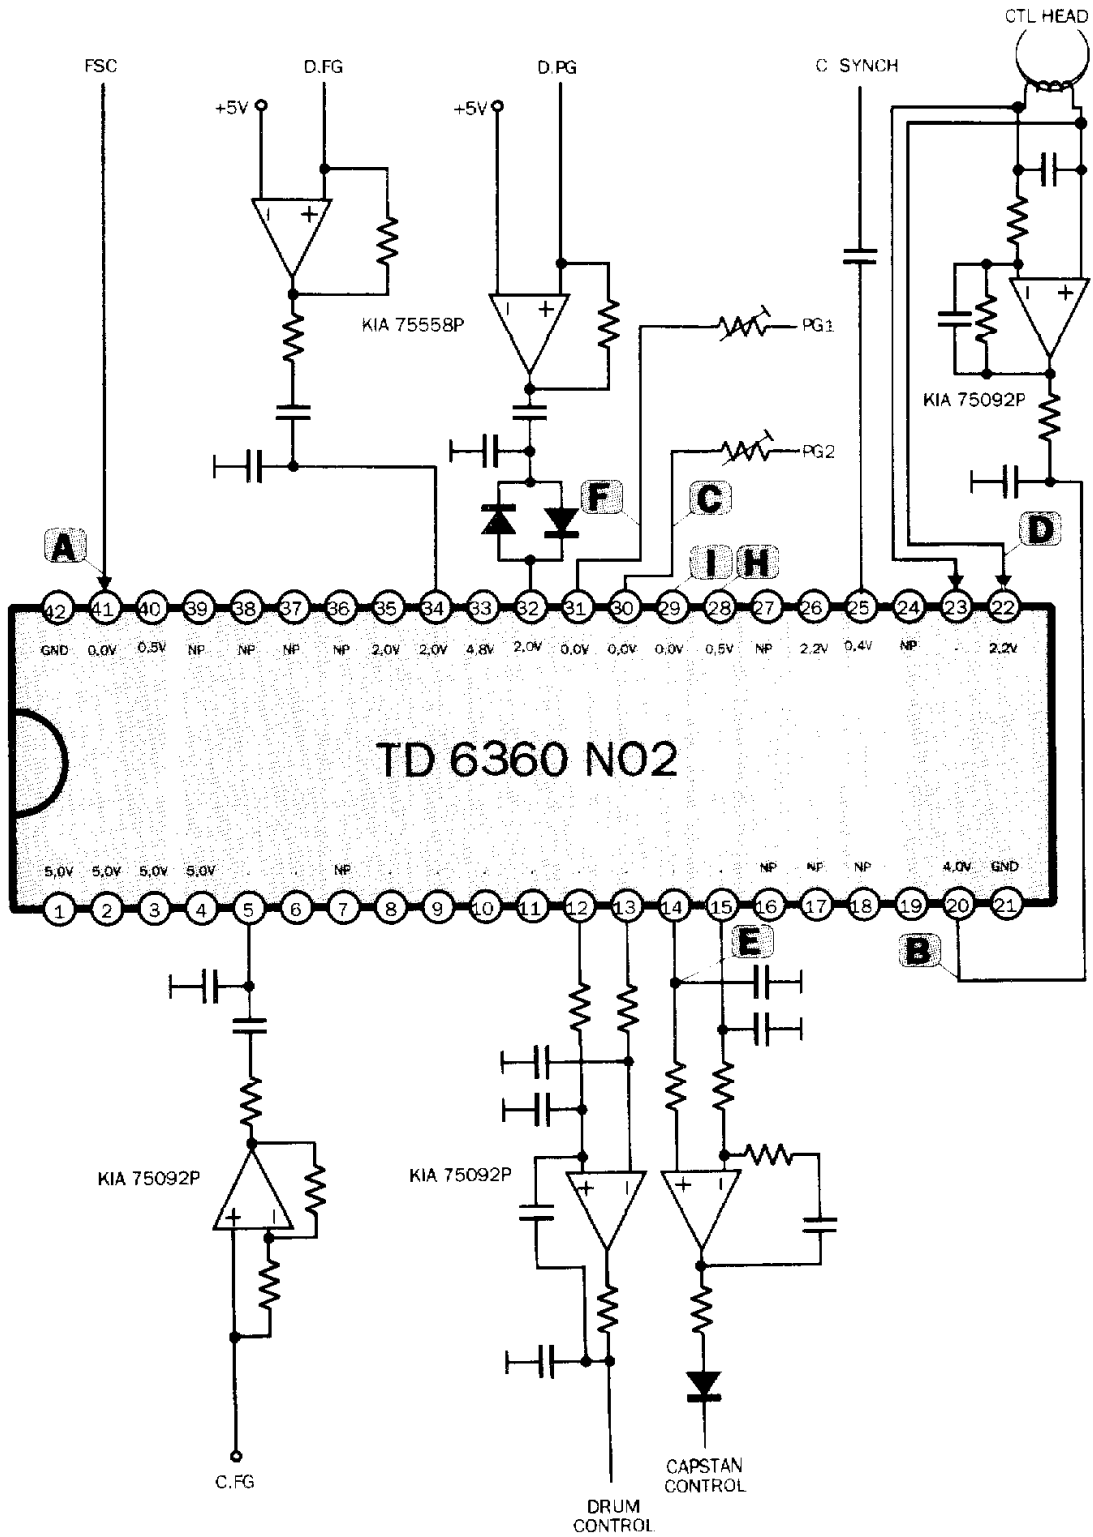 CTL HEAD
FSC
D.FG
D.PG
C SYNCH
+5V
+5V
- +
KIA 75558P
- +
PG1
- +
KIA 75092P
PG2
F
C
A
D
I
H
42 41 40 39 38 37 36 35 34 33 32 31 30 29 28 27 26 25 24 23 22
GND 0,0V 0,5V NP NP NP NP 2,0V 2,0V 4,8V 2,0V 0,0V 0,0V 0,0V 0,5V NP 2.2V 0,4V NP . 2,2V
TD 6360 NO2
5,0V 5,0V 5,0V 5,0V . . NP . . . . . . . . NP NP NP . 4,0V GND
1 2 3 4 5 6 7 8 9 10 11 12 13 14 15 16 17 18 19 20 21
E
B
KIA 75092P
+ -
KIA 75092P
+ -
+ -
C.FG
CAPSTAN
CONTROL
DRUM
CONTROL